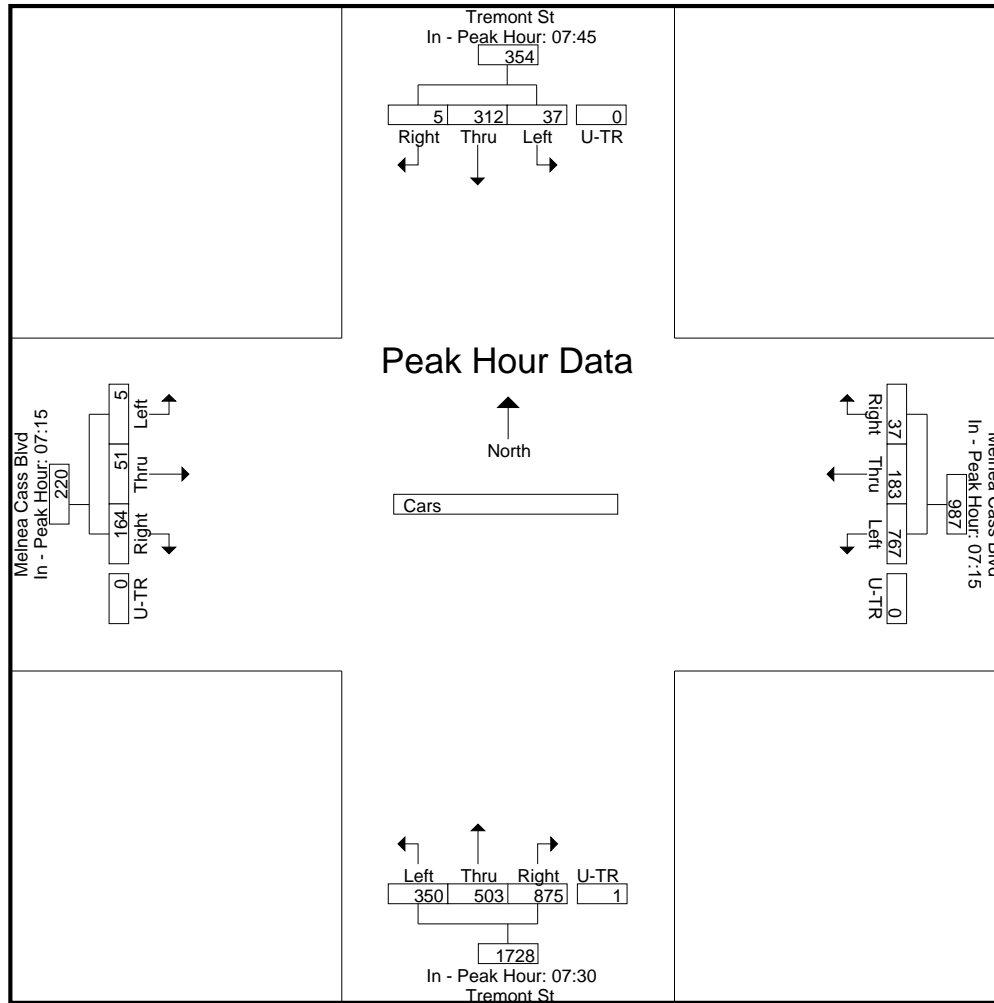 Tremont St
In - Peak Hour: 07:45
354
5 312 37 0
Right Thru Left U-TR
Peak Hour Data
North
Cars
Melnea Cass Blvd
In - Peak Hour: 07:15
220
5 51 164 0
Left Thru Right U-TR
Melnea Cass Blvd
In - Peak Hour: 07:15
987
37 183 767 0
Right Thru Left U-TR
Left Thru Right U-TR
350 503 875 1
1728
In - Peak Hour: 07:30
Tremont St